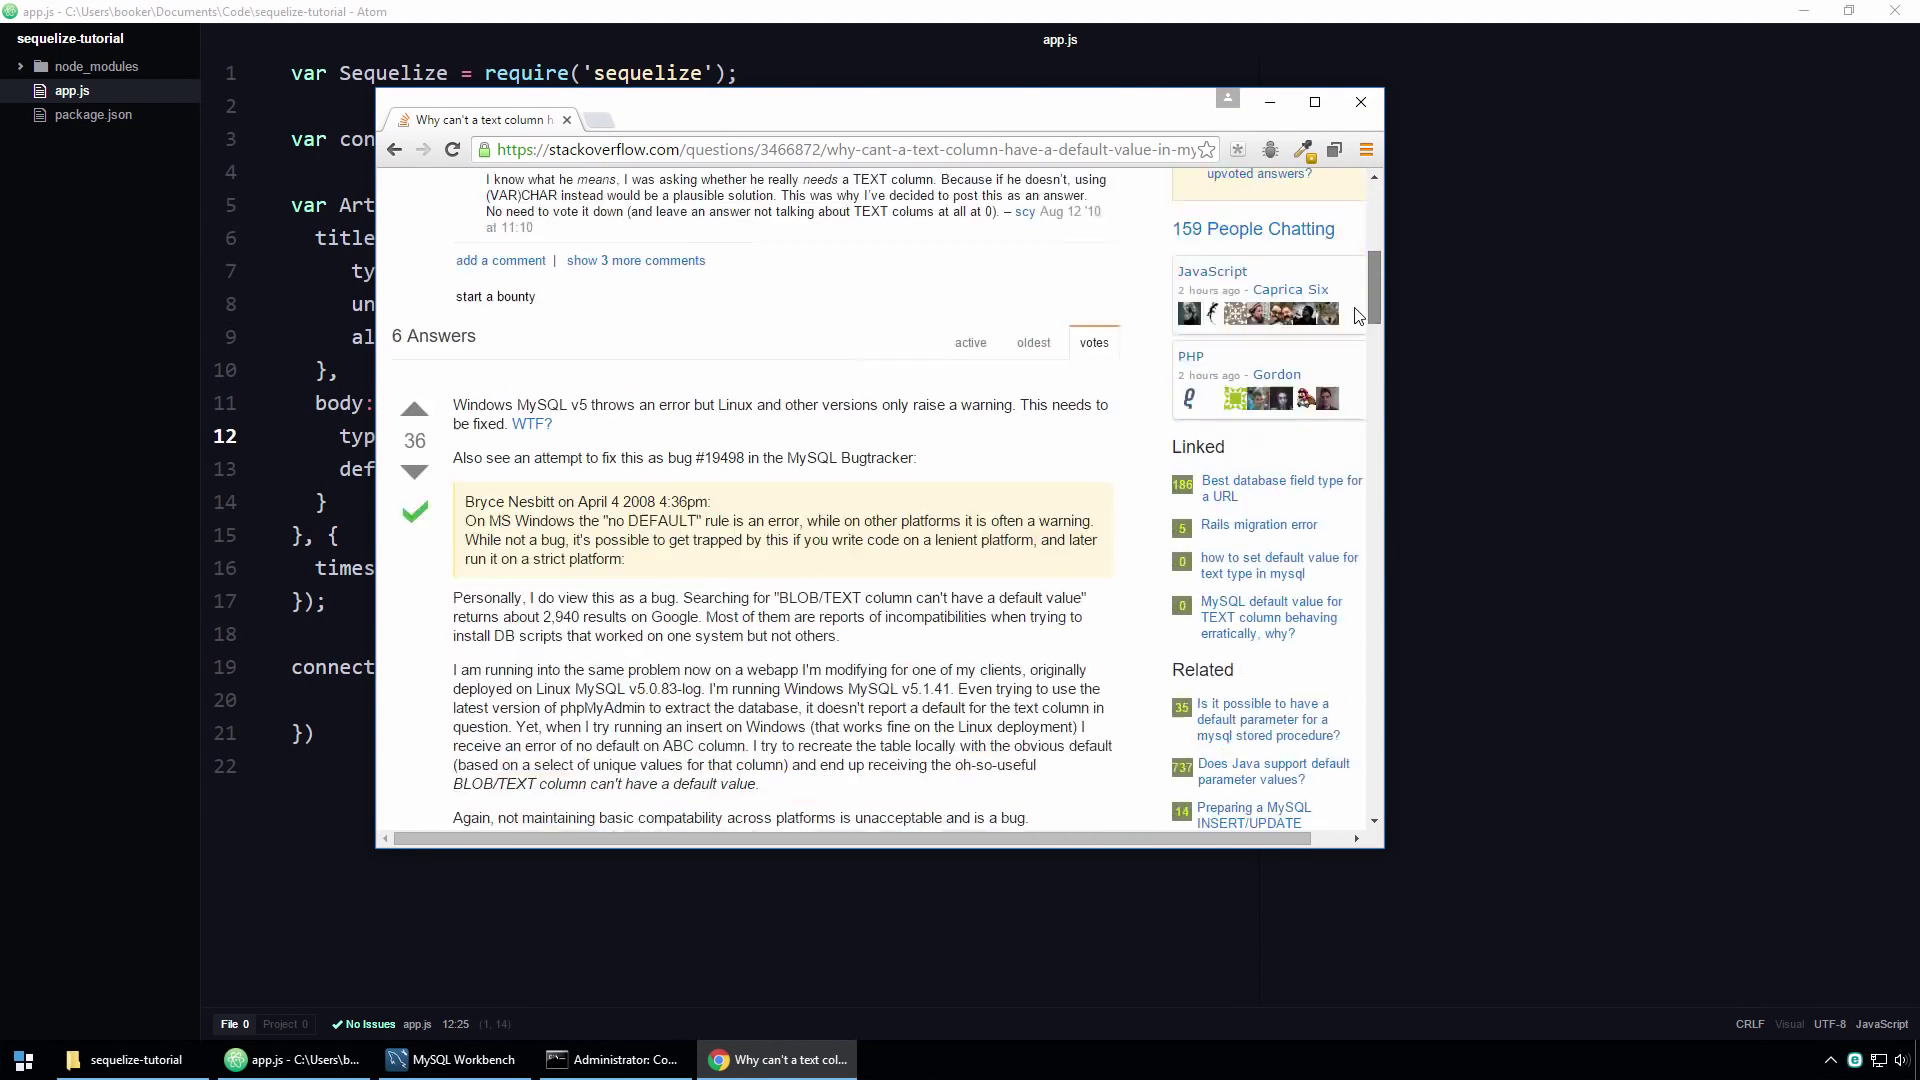 app.js - C:\Users\booker\Documents\Code\sequelize-tutorial - Atom
sequelize-tutorial
node_modules
app.js
package.json
app.js
1 var Sequelize = require('sequelize');
2
3 var con
4
5 var Art
6 title
7 ty
8 un
9 al
10 },
11 body:
12 typ
13 def
14 }
15 }, {
16 times
17 });
18
19 connect
20
21 })
22
Why can't a text column h
https://stackoverflow.com/questions/3466872/why-cant-a-text-column-have-a-default-value-in-my
I know what he means, I was asking whether he really needs a TEXT column. Because if he doesn't, using
(VAR)CHAR instead would be a plausible solution. This was why I've decided to post this as an answer.
No need to vote it down (and leave an answer not talking about TEXT colums at all at 0). – scy Aug 12 '10
at 11:10
add a comment | show 3 more comments
start a bounty
6 Answers
active oldest votes
36
Windows MySQL v5 throws an error but Linux and other versions only raise a warning. This needs to
be fixed. WTF?
Also see an attempt to fix this as bug #19498 in the MySQL Bugtracker:
Bryce Nesbitt on April 4 2008 4:36pm:
On MS Windows the "no DEFAULT" rule is an error, while on other platforms it is often a warning.
While not a bug, it's possible to get trapped by this if you write code on a lenient platform, and later
run it on a strict platform:
Personally, I do view this as a bug. Searching for "BLOB/TEXT column can't have a default value"
returns about 2,940 results on Google. Most of them are reports of incompatibilities when trying to
install DB scripts that worked on one system but not others.
I am running into the same problem now on a webapp I'm modifying for one of my clients, originally
deployed on Linux MySQL v5.0.83-log. I'm running Windows MySQL v5.1.41. Even trying to use the
latest version of phpMyAdmin to extract the database, it doesn't report a default for the text column in
question. Yet, when I try running an insert on Windows (that works fine on the Linux deployment) I
receive an error of no default on ABC column. I try to recreate the table locally with the obvious default
(based on a select of unique values for that column) and end up receiving the oh-so-useful
BLOB/TEXT column can't have a default value.
Again, not maintaining basic compatability across platforms is unacceptable and is a bug.
upvoted answers?
159 People Chatting
JavaScript
2 hours ago - Caprica Six
PHP
2 hours ago - Gordon
Linked
186 Best database field type for
a URL
5 Rails migration error
0 how to set default value for
text type in mysql
0 MySQL default value for
TEXT column behaving
erratically, why?
Related
35 Is it possible to have a
default parameter for a
mysql stored procedure?
737 Does Java support default
parameter values?
14 Preparing a MySQL
INSERT/UPDATE
File 0 Project 0 No Issues app.js 12:25 (1, 14)
CRLF Visual UTF-8 JavaScript
sequelize-tutorial
app.js - C:\Users\b...
MySQL Workbench
Administrator: Co...
Why can't a text col...